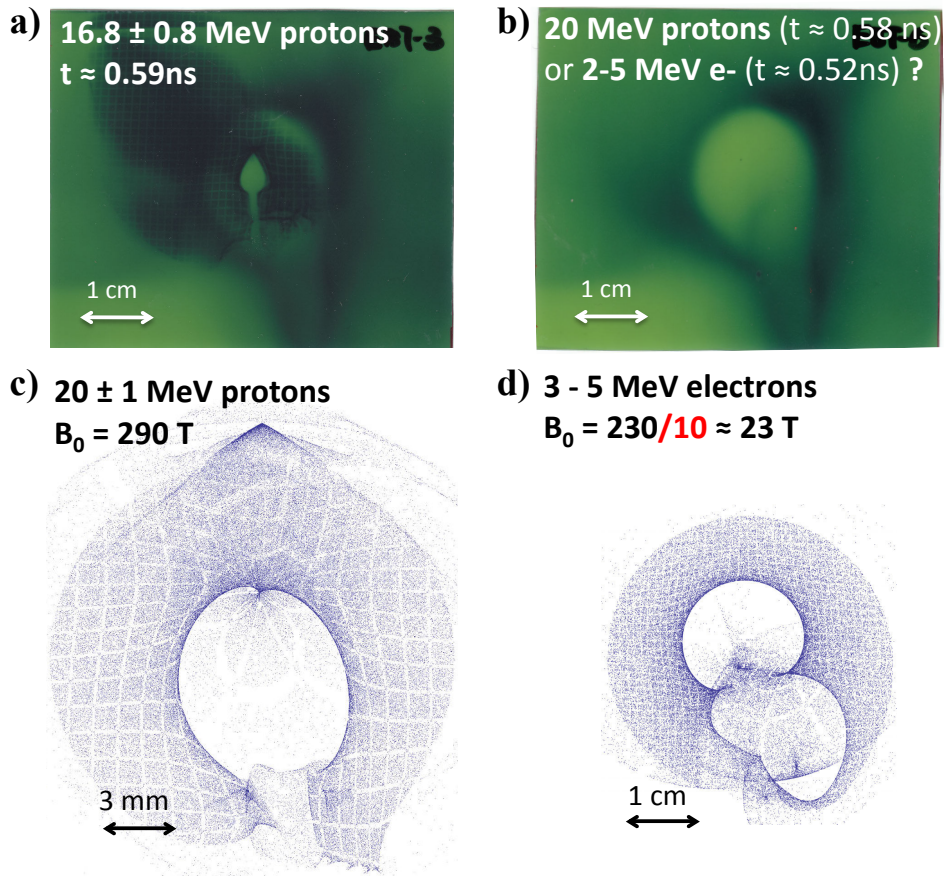 a) 16.8 ± 0.8 MeV protons
t ≈ 0.59ns
1 cm
b) 20 MeV protons (t ≈ 0.58 ns)
or 2-5 MeV e- (t ≈ 0.52ns) ?
1 cm
c) 20 ± 1 MeV protons
B₀ = 290 T
3 mm
d) 3 - 5 MeV electrons
B₀ = 230/10 ≈ 23 T
1 cm